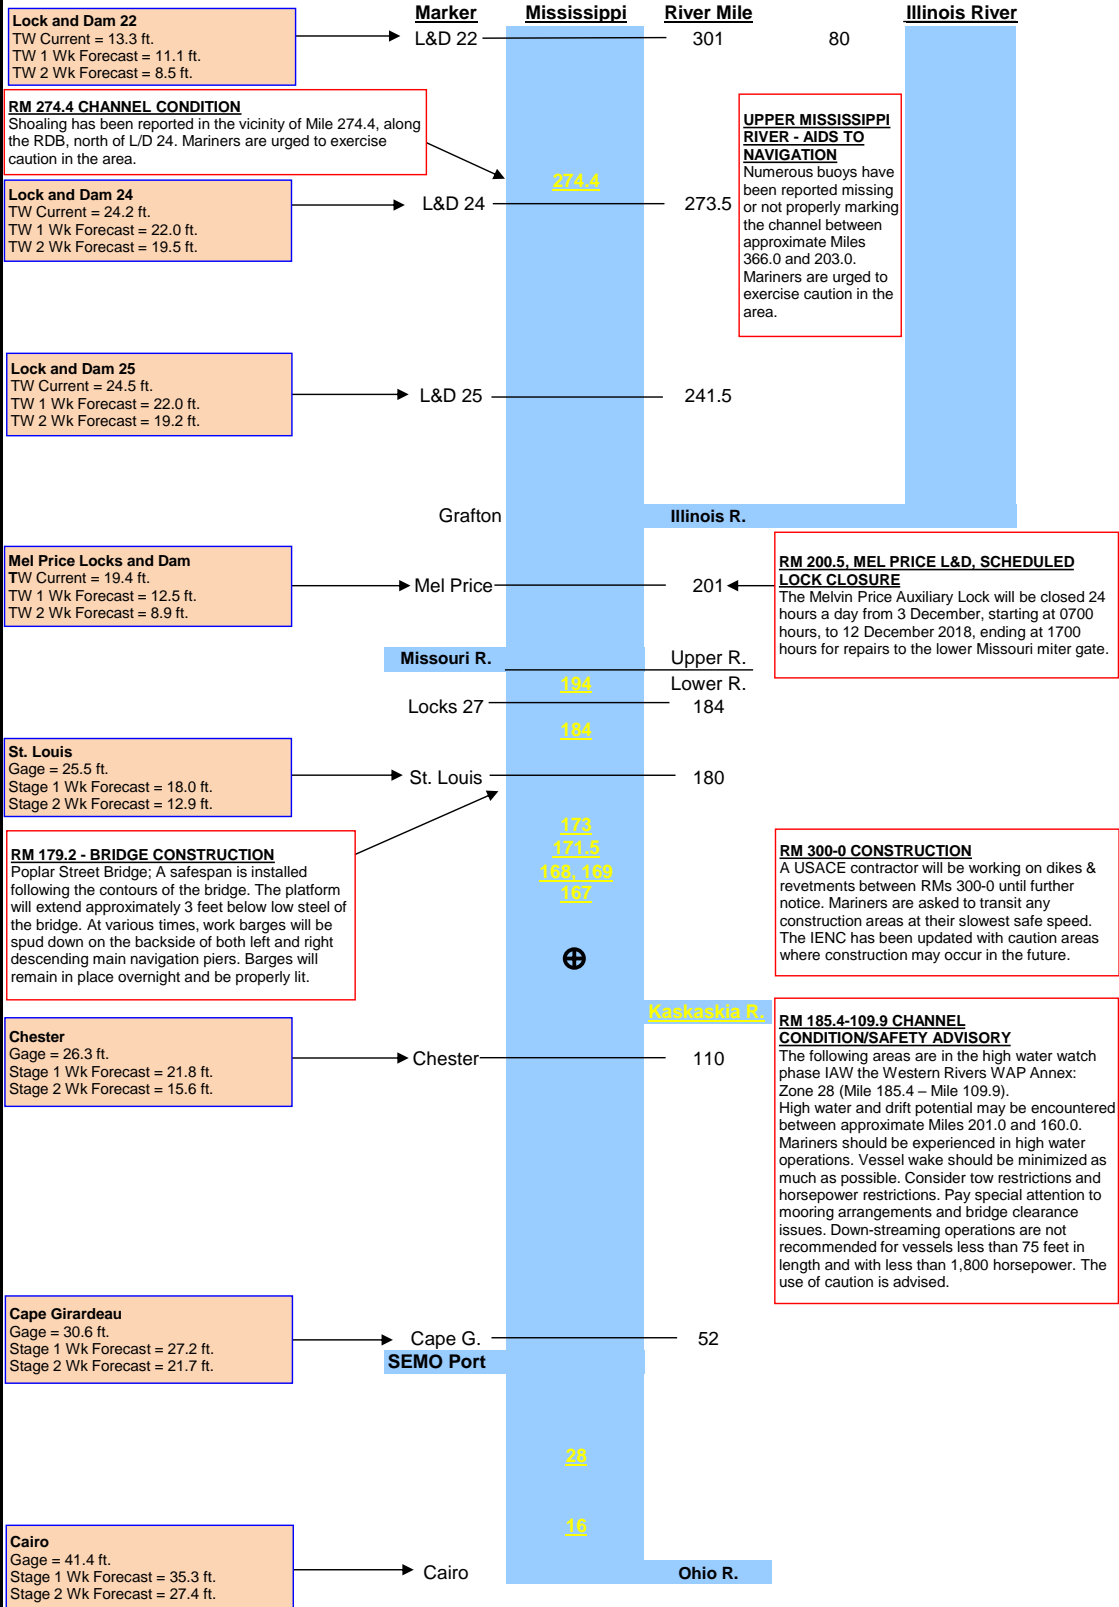 Marker
Mississippi
River Mile
Illinois River
Lock and Dam 22
TW Current = 13.3 ft.
TW 1 Wk Forecast = 11.1 ft.
TW 2 Wk Forecast = 8.5 ft.
L&D 22
301
80
RM 274.4 CHANNEL CONDITION
Shoaling has been reported in the vicinity of Mile 274.4, along
the RDB, north of L/D 24. Mariners are urged to exercise
caution in the area.
274.4
UPPER MISSISSIPPI
RIVER - AIDS TO
NAVIGATION
Numerous buoys have
been reported missing
or not properly marking
the channel between
approximate Miles
366.0 and 203.0.
Mariners are urged to
exercise caution in the
area.
Lock and Dam 24
TW Current = 24.2 ft.
TW 1 Wk Forecast = 22.0 ft.
TW 2 Wk Forecast = 19.5 ft.
L&D 24
273.5
Lock and Dam 25
TW Current = 24.5 ft.
TW 1 Wk Forecast = 22.0 ft.
TW 2 Wk Forecast = 19.2 ft.
L&D 25
241.5
Grafton
Illinois R.
Mel Price Locks and Dam
TW Current = 19.4 ft.
TW 1 Wk Forecast = 12.5 ft.
TW 2 Wk Forecast = 8.9 ft.
Mel Price
201
RM 200.5, MEL PRICE L&D, SCHEDULED
LOCK CLOSURE
The Melvin Price Auxiliary Lock will be closed 24
hours a day from 3 December, starting at 0700
hours, to 12 December 2018, ending at 1700
hours for repairs to the lower Missouri miter gate.
Missouri R.
Upper R.
Lower R.
194
Locks 27
184
184
St. Louis
Gage = 25.5 ft.
Stage 1 Wk Forecast = 18.0 ft.
Stage 2 Wk Forecast = 12.9 ft.
St. Louis
180
RM 179.2 - BRIDGE CONSTRUCTION
Poplar Street Bridge; A safespan is installed
following the contours of the bridge. The platform
will extend approximately 3 feet below low steel of
the bridge. At various times, work barges will be
spud down on the backside of both left and right
descending main navigation piers. Barges will
remain in place overnight and be properly lit.
173
171.5
168, 169
167
RM 300-0 CONSTRUCTION
A USACE contractor will be working on dikes &
revetments between RMs 300-0 until further
notice. Mariners are asked to transit any
construction areas at their slowest safe speed.
The IENC has been updated with caution areas
where construction may occur in the future.
Kaskaskia R.
Chester
Gage = 26.3 ft.
Stage 1 Wk Forecast = 21.8 ft.
Stage 2 Wk Forecast = 15.6 ft.
Chester
110
RM 185.4-109.9 CHANNEL
CONDITION/SAFETY ADVISORY
The following areas are in the high water watch
phase IAW the Western Rivers WAP Annex:
Zone 28 (Mile 185.4 – Mile 109.9).
High water and drift potential may be encountered
between approximate Miles 201.0 and 160.0.
Mariners should be experienced in high water
operations. Vessel wake should be minimized as
much as possible. Consider tow restrictions and
horsepower restrictions. Pay special attention to
mooring arrangements and bridge clearance
issues. Down-streaming operations are not
recommended for vessels less than 75 feet in
length and with less than 1,800 horsepower. The
use of caution is advised.
Cape Girardeau
Gage = 30.6 ft.
Stage 1 Wk Forecast = 27.2 ft.
Stage 2 Wk Forecast = 21.7 ft.
Cape G.
52
SEMO Port
28
16
Cairo
Gage = 41.4 ft.
Stage 1 Wk Forecast = 35.3 ft.
Stage 2 Wk Forecast = 27.4 ft.
Cairo
Ohio R.